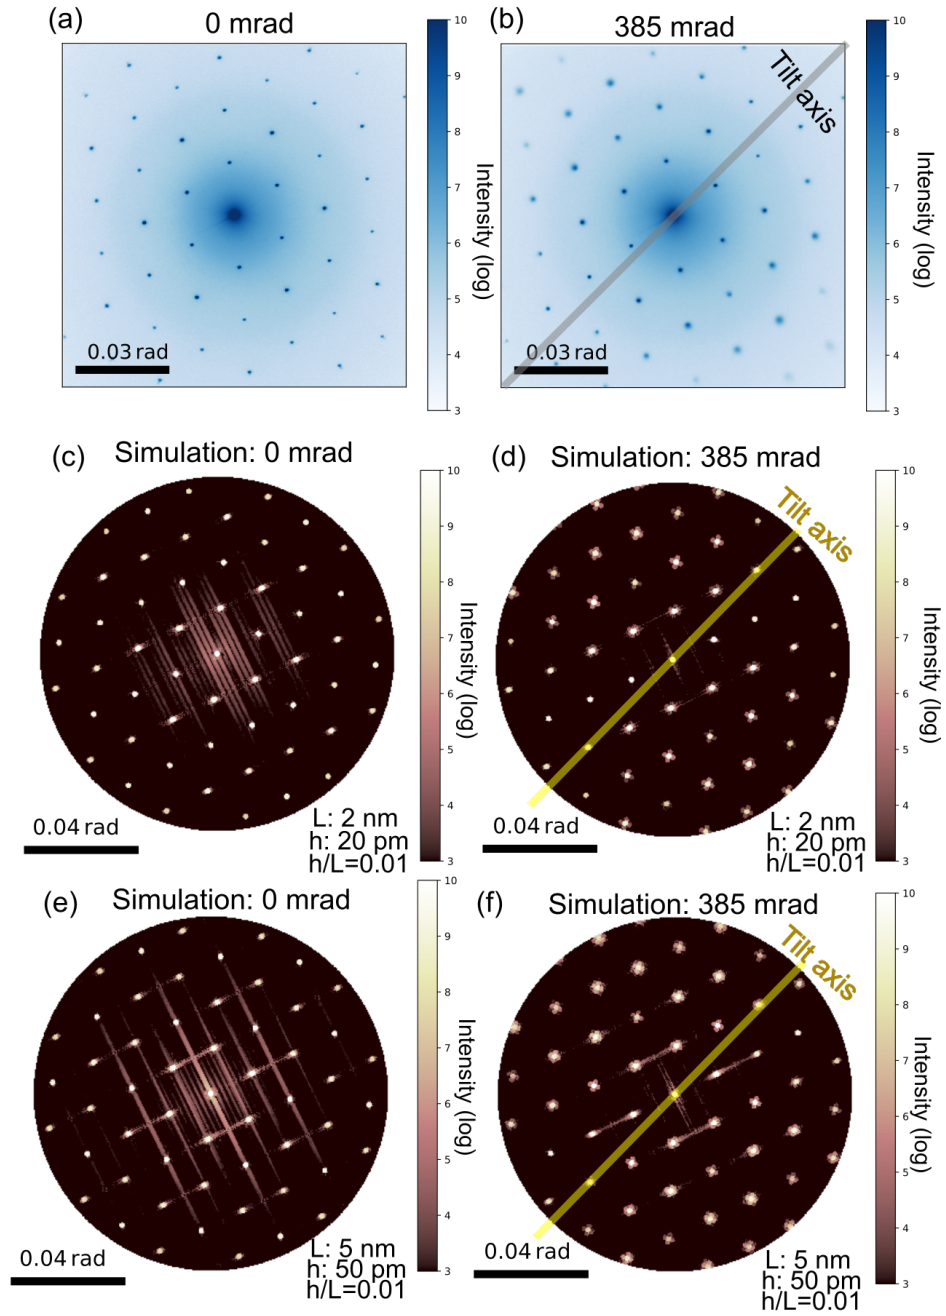 (a)
0 mrad
(b)
385 mrad
Tilt axis
0.03 rad
0.03 rad
10
9
8
7
6
5
4
3
Intensity (log)
10
9
8
7
6
5
4
3
Intensity (log)
(c)
Simulation: 0 mrad
(d)
Simulation: 385 mrad
Tilt axis
L: 2 nm
h: 20 pm
h/L=0.01
0.04 rad
10
9
8
7
6
5
4
3
Intensity (log)
L: 2 nm
h: 20 pm
h/L=0.01
0.04 rad
10
9
8
7
6
5
4
3
Intensity (log)
(e)
Simulation: 0 mrad
(f)
Simulation: 385 mrad
Tilt axis
L: 5 nm
h: 50 pm
h/L=0.01
0.04 rad
10
9
8
7
6
5
4
3
Intensity (log)
L: 5 nm
h: 50 pm
h/L=0.01
0.04 rad
10
9
8
7
6
5
4
3
Intensity (log)